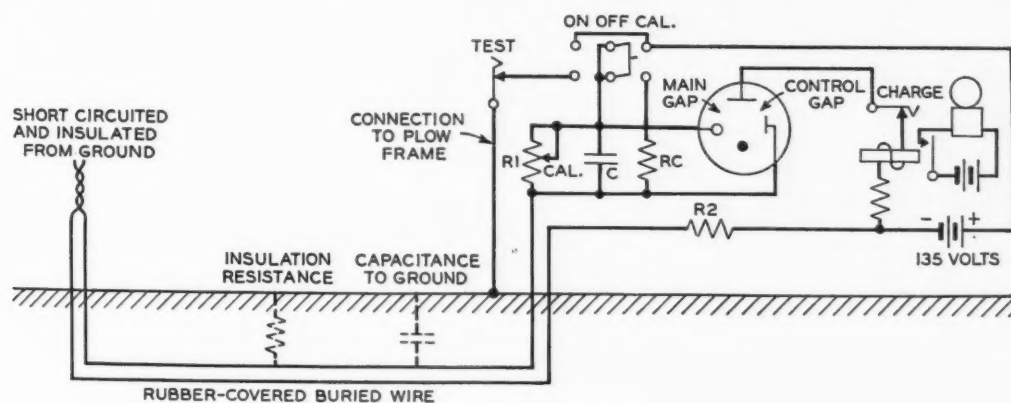 ON OFF CAL.
TEST
SHORT CIRCUITED
AND INSULATED
FROM GROUND
CONNECTION
TO PLOW
FRAME
MAIN
GAP
CONTROL
GAP
CHARGE
R1
CAL.
C
RC
R2
- +
135 VOLTS
INSULATION
RESISTANCE
CAPACITANCE
TO GROUND
RUBBER-COVERED BURIED WIRE